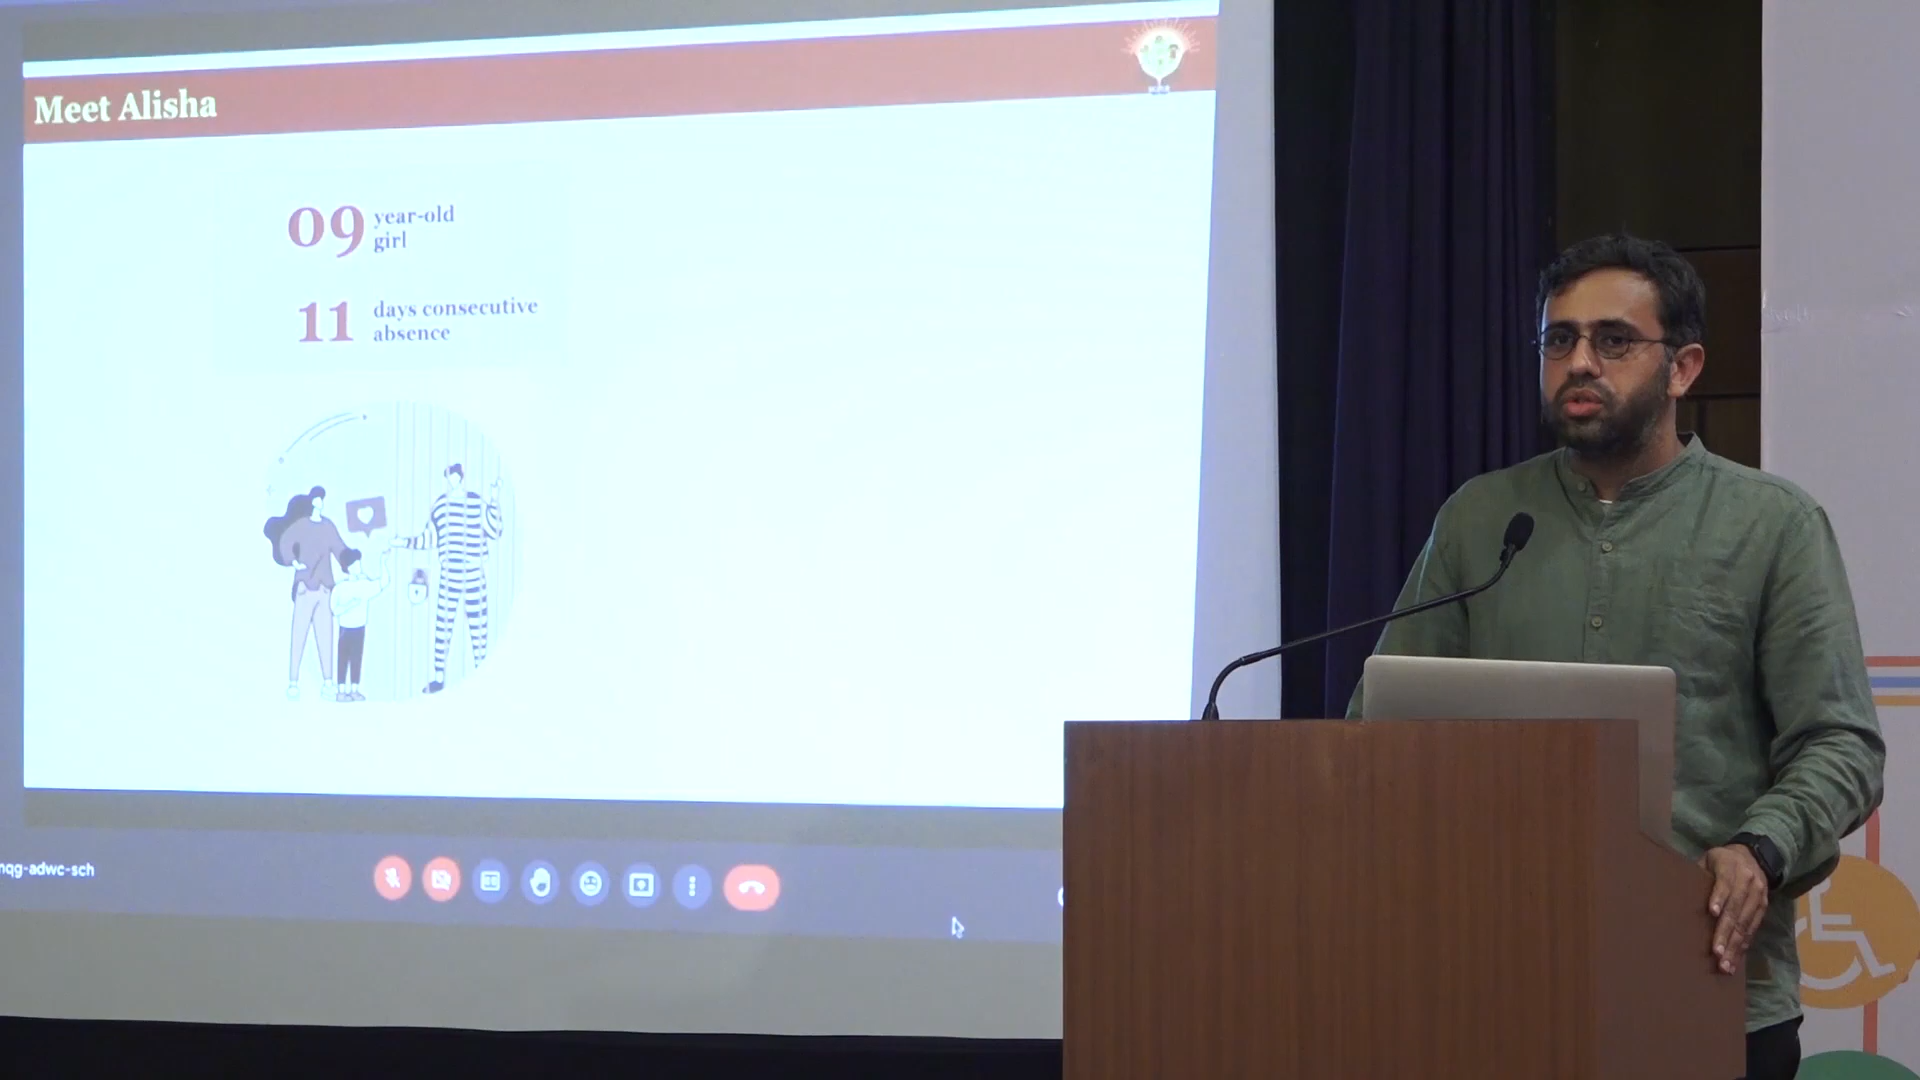 Meet Alisha
09 year-old
girl
11 days consecutive
absence
nqg-adwc-sch